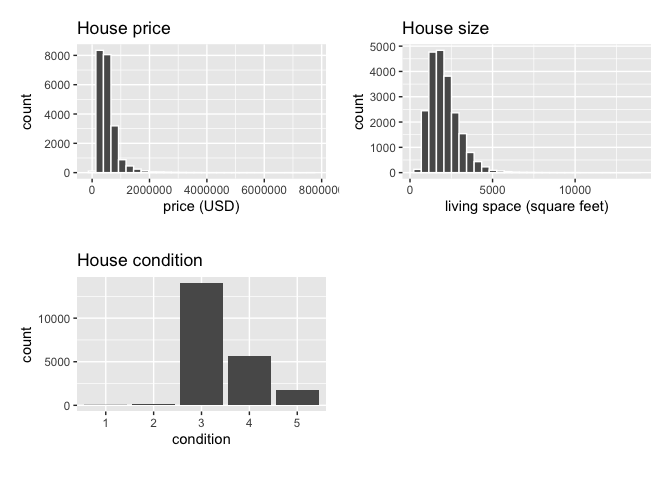 House price
8000
6000
4000
2000
0
count
0 2000000 4000000 6000000 8000000
price (USD)
House size
5000
4000
3000
2000
1000
0
count
0 5000 10000
living space (square feet)
House condition
10000
5000
0
count
1 2 3 4 5
condition